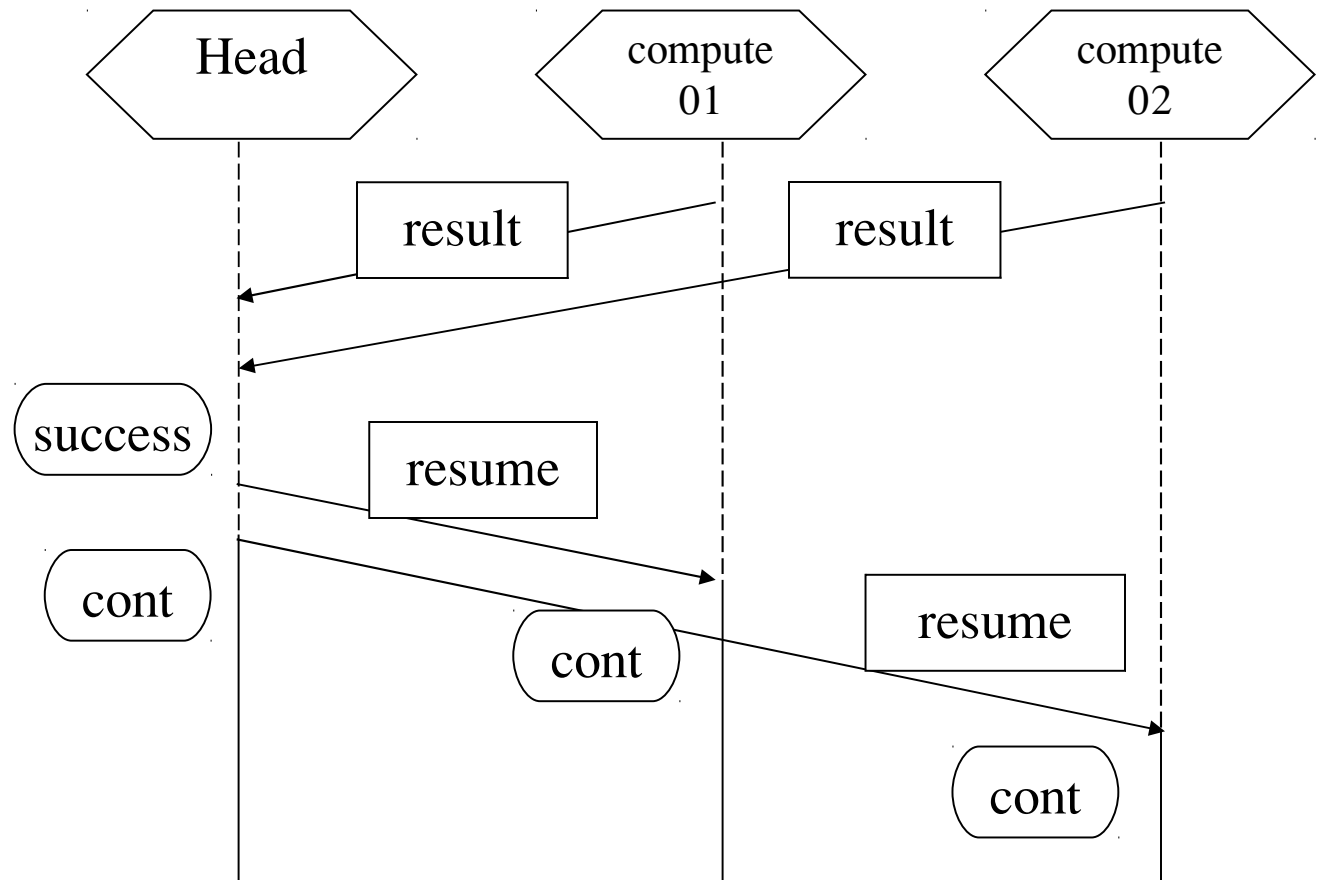 Head
compute
01
compute
02
result
result
success
resume
cont
resume
cont
cont